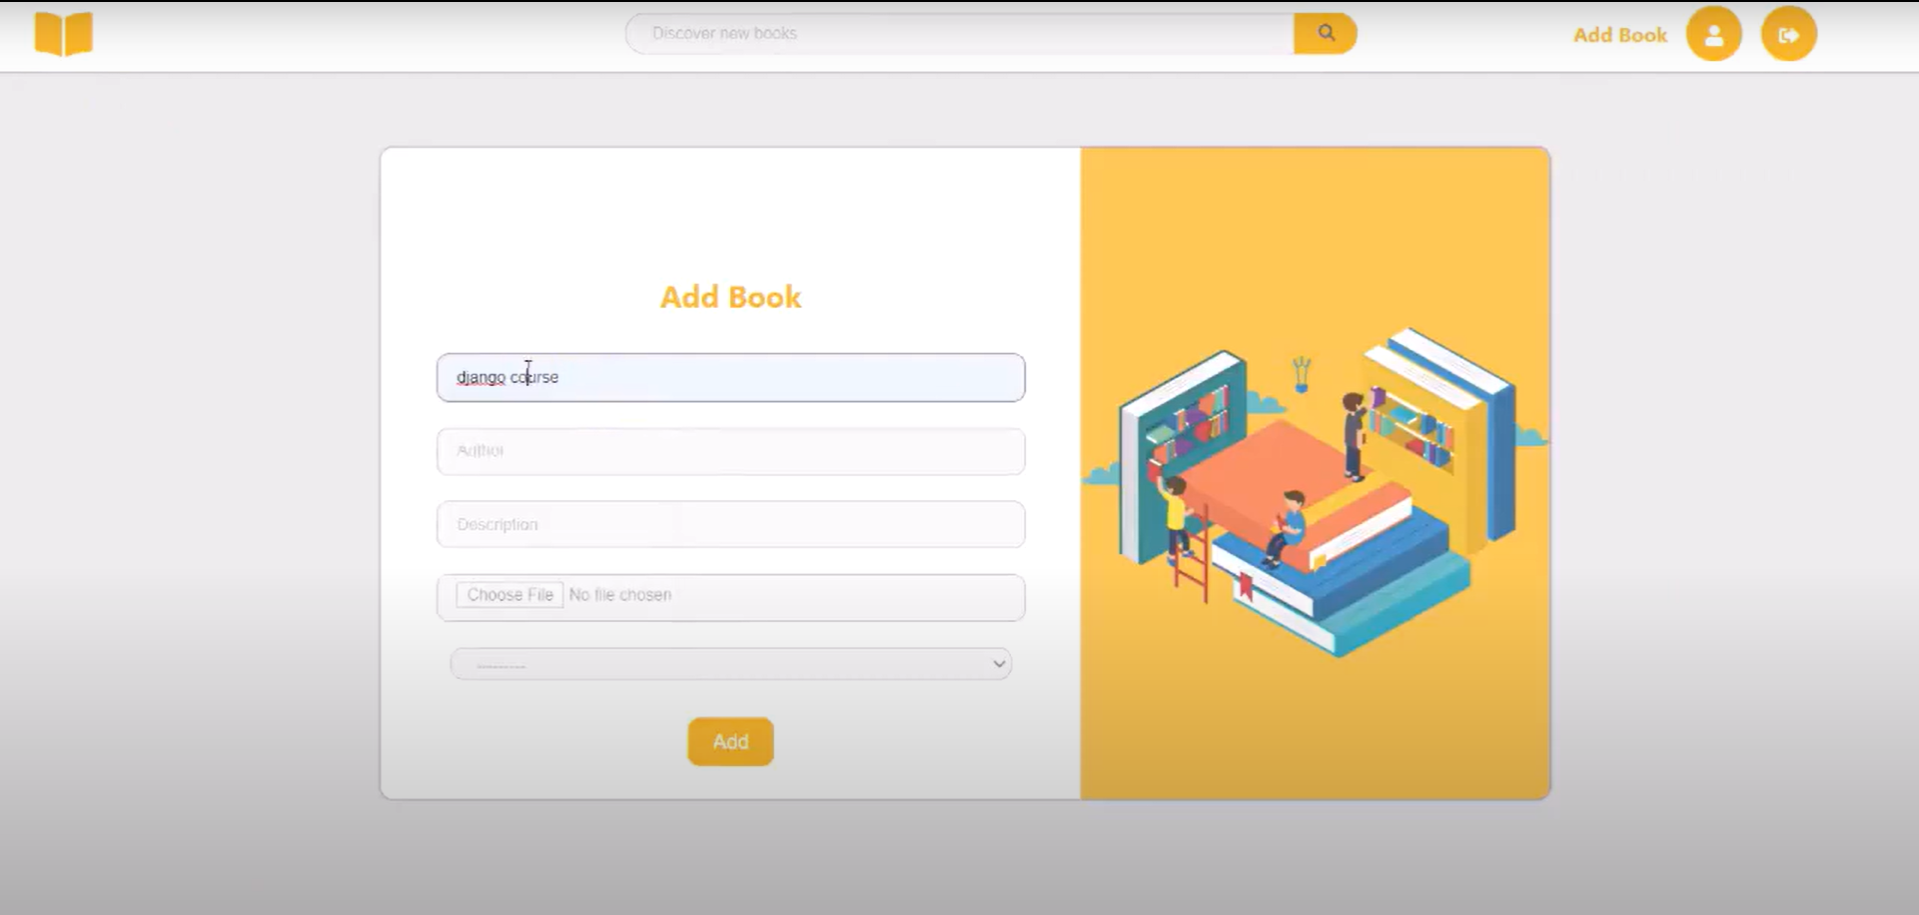 Discover new books
Add Book
Add Book
django course
Author
Description
Choose File No file chosen
---------
Add